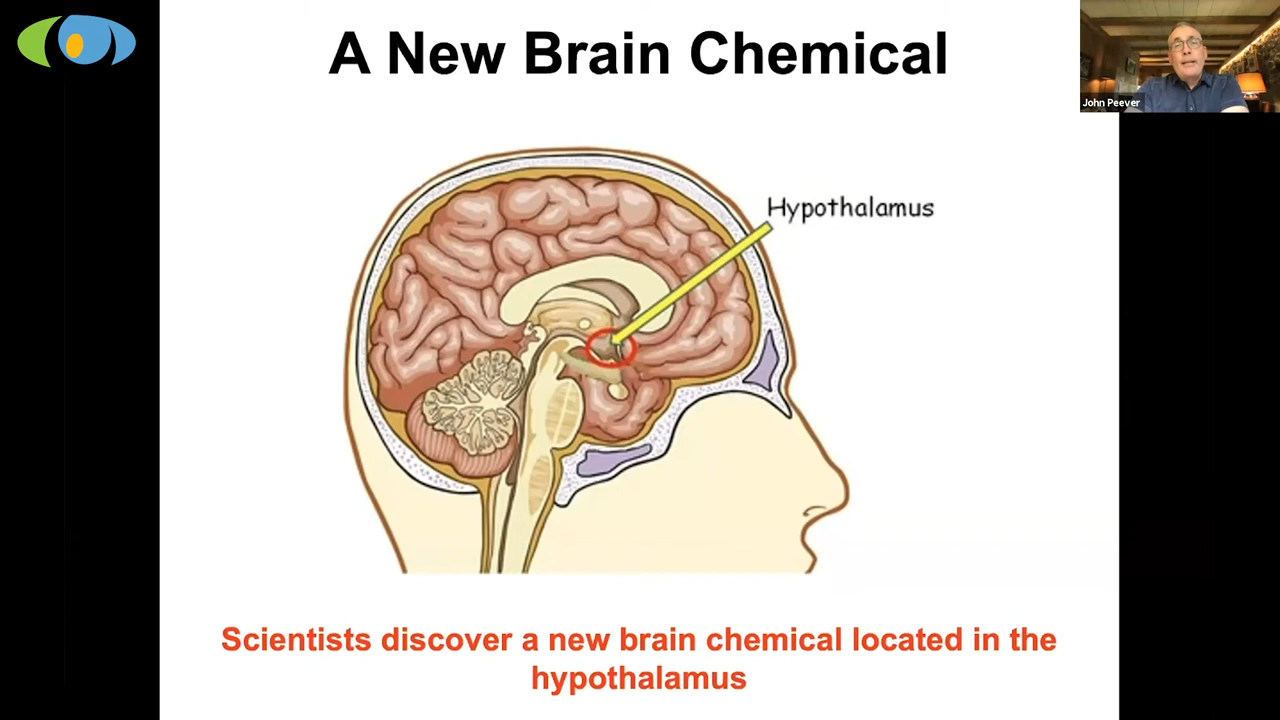 A New Brain Chemical
John Peever
Hypothalamus
Scientists discover a new brain chemical located in the
hypothalamus